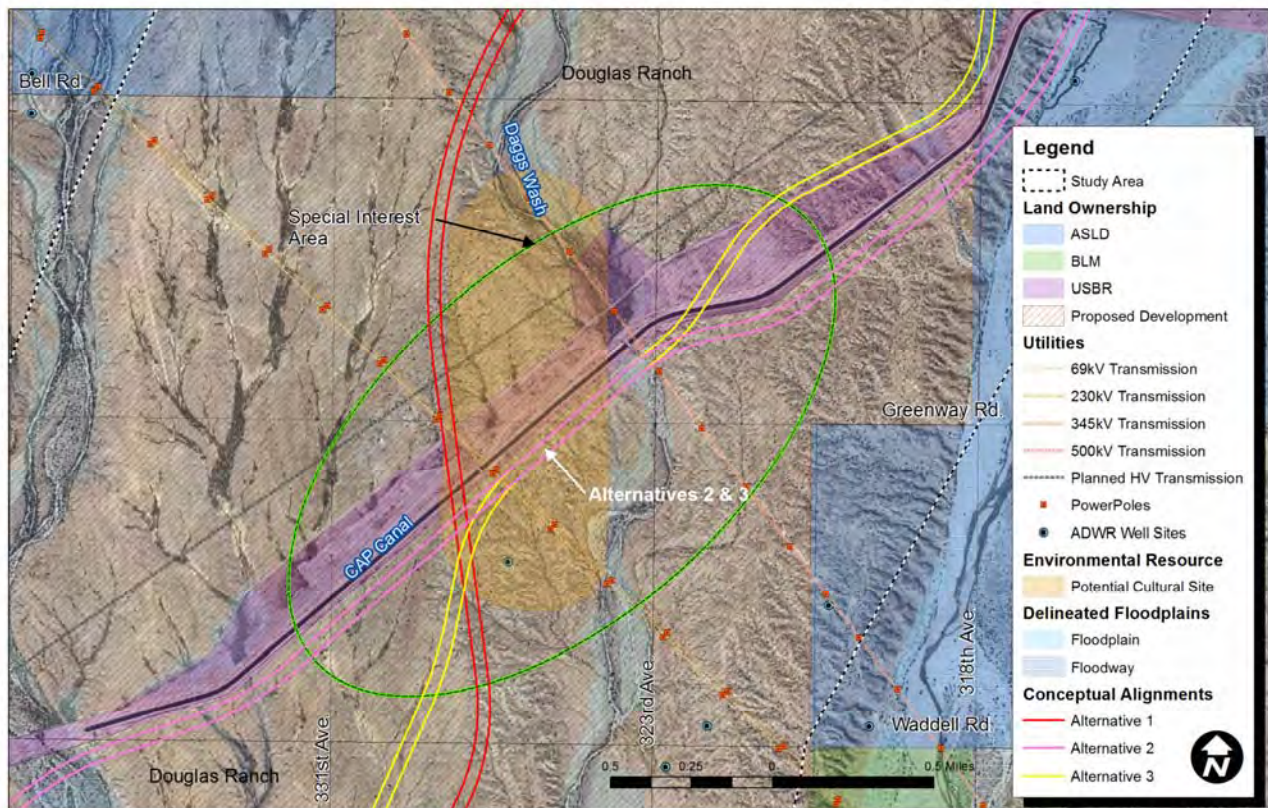 Bell Rd.
Douglas Ranch
Daggs Wash
Special Interest
Area
Greenway Rd.
Alternatives 2 & 3
CAP Canal
331st Ave.
323rd Ave
318th Ave.
Waddell Rd.
Douglas Ranch
0.5 0.25 0 0.5 Miles
Legend
Study Area
Land Ownership
ASLD
BLM
USBR
Proposed Development
Utilities
69kV Transmission
230kV Transmission
345kV Transmission
500kV Transmission
Planned HV Transmission
PowerPoles
ADWR Well Sites
Environmental Resource
Potential Cultural Site
Delineated Floodplains
Floodplain
Floodway
Conceptual Alignments
Alternative 1
Alternative 2
Alternative 3
N